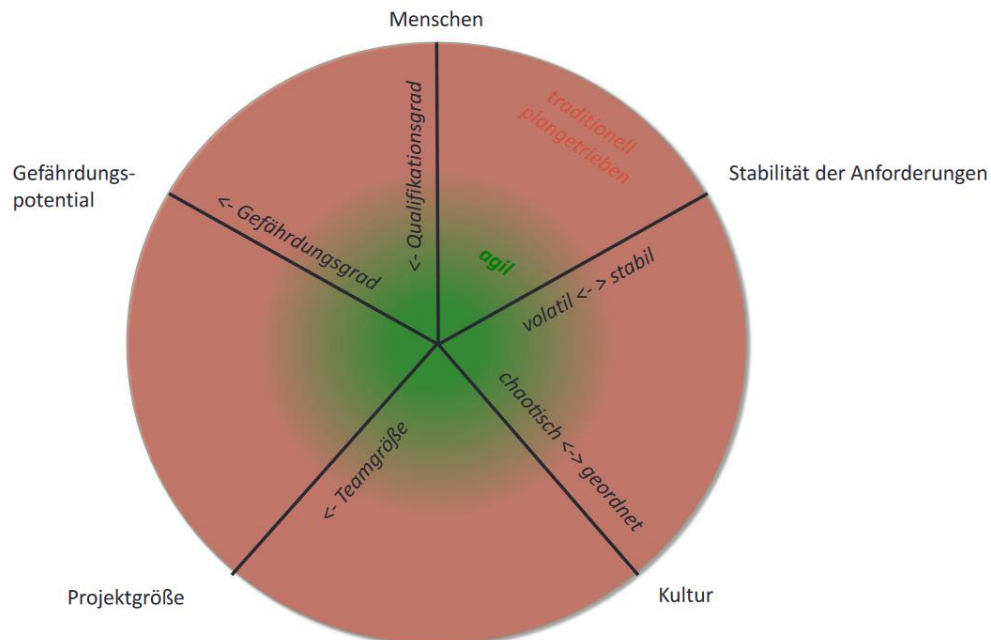 Menschen
traditionell
plangetrieben
Gefährdungs-
potential
Stabilität der Anforderungen
<- Qualifikationsgrad
<- Gefährdungsgrad
agil
volatil <- > stabil
chaotisch <-> geordnet
<- Teamgröße
Projektgröße
Kultur